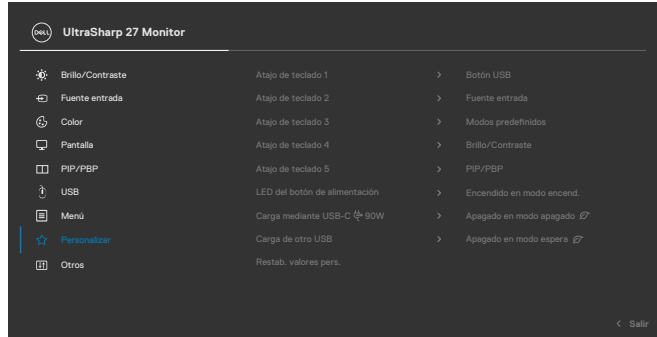 DELL UltraSharp 27 Monitor
Brillo/Contraste Atajo de teclado 1 > Botón USB
Fuente entrada Atajo de teclado 2 > Fuente entrada
Color Atajo de teclado 3 > Modos predefinidos
Pantalla Atajo de teclado 4 > Brillo/Contraste
PIP/PBP Atajo de teclado 5 > PIP/PBP
USB LED del botón de alimentación > Encendido en modo encend.
Menú Carga mediante USB-C 90W > Apagado en modo apagado
Personalizar Carga de otro USB > Apagado en modo espera
Otros Restab. valores pers.
< Salir